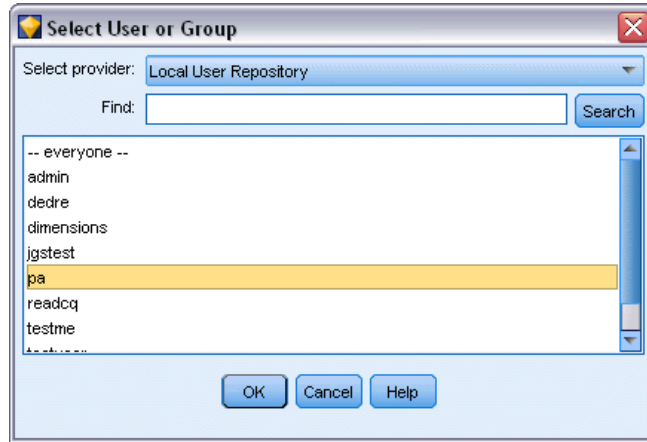 Select User or Group
Select provider: Local User Repository
Find: Search
-- everyone --
admin
dedre
dimensions
jgstest
pa
readcq
testme
OK Cancel Help